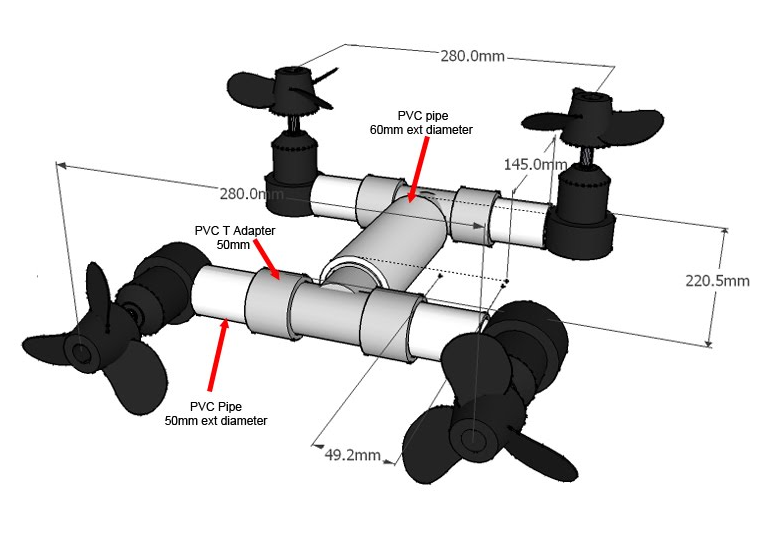 280.0mm
PVC pipe
60mm ext diameter
145.0mm
280.0mm
PVC T Adapter
50mm
220.5mm
PVC Pipe
50mm ext diameter
49.2mm